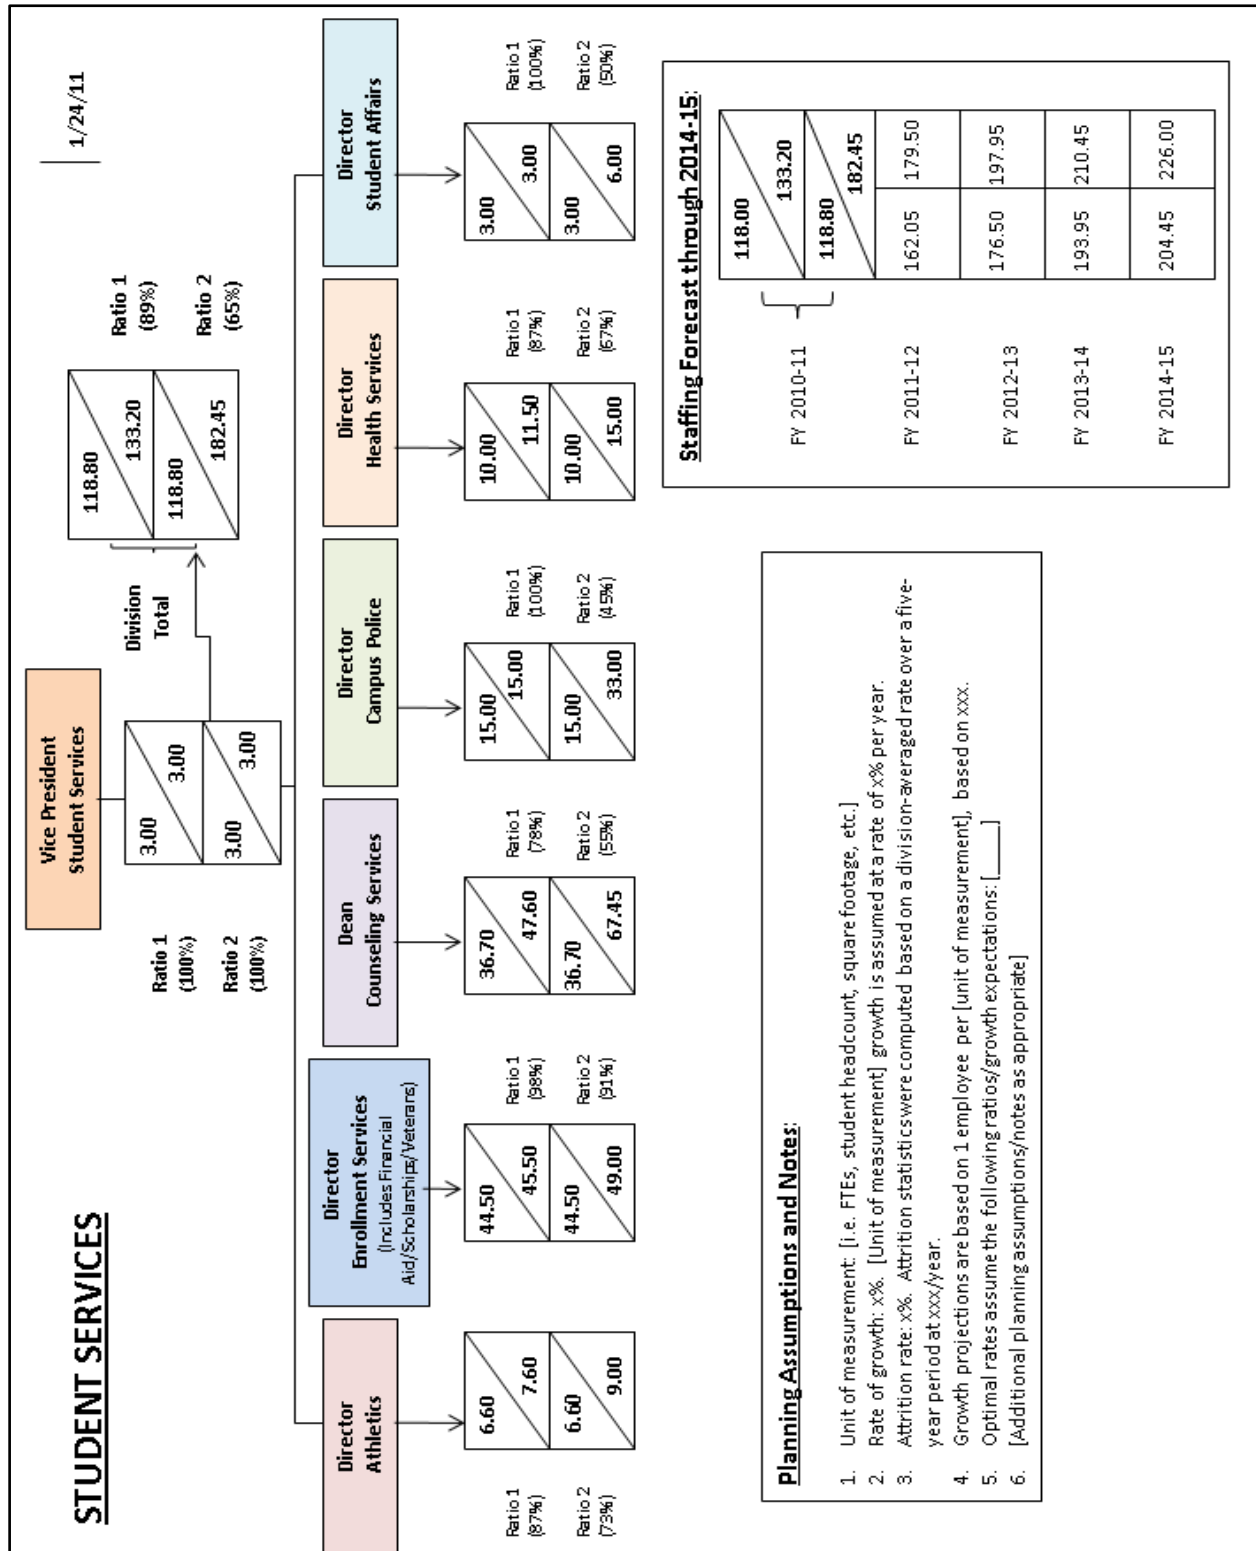 STUDENT SERVICES
1/24/11
Vice President
Student Services
Ratio 1
(100%)
Ratio 2
(100%)
3.00
3.00
3.00
3.00
Division
Total
118.80
133.20
118.80
182.45
Ratio 1
(89%)
Ratio 2
(65%)
Director
Athletics
Ratio 1
(87%)
Ratio 2
(73%)
6.60
7.60
6.60
9.00
Director
Enrollment Services
(Includes Financial
Aid/Scholarships/Veterans)
44.50
45.50
44.50
49.00
Ratio 1
(98%)
Ratio 2
(91%)
Dean
Counseling Services
36.70
47.60
36.70
67.45
Ratio 1
(78%)
Ratio 2
(55%)
Director
Campus Police
15.00
15.00
15.00
33.00
Ratio 1
(100%)
Ratio 2
(45%)
Director
Health Services
10.00
11.50
10.00
15.00
Ratio 1
(87%)
Ratio 2
(67%)
Director
Student Affairs
3.00
3.00
3.00
6.00
Ratio 1
(100%)
Ratio 2
(50%)
Planning Assumptions and Notes:
1. Unit of measurement: [i.e. FTEs, student headcount, square footage, etc.]
2. Rate of growth: x%. [Unit of measurement] growth is assumed at a rate of x% per year.
3. Attrition rate: x%. Attrition statistics were computed based on a division-averaged rate over a five-
year period at xxx/year.
4. Growth projections are based on 1 employee per [unit of measurement], based on xxx.
5. Optimal rates assume the following ratios/growth expectations: [_____]
6. [Additional planning assumptions/notes as appropriate]
Staffing Forecast through 2014-15:
FY 2010-11
118.00
133.20
118.80
182.45
FY 2011-12 162.05 179.50
FY 2012-13 176.50 197.95
FY 2013-14 193.95 210.45
FY 2014-15 204.45 226.00